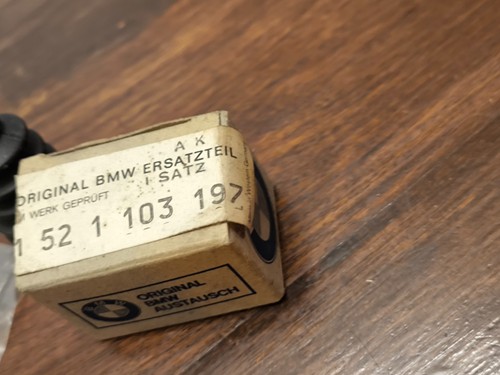 A K
ORIGINAL BMW ERSATZTEIL
WERK GEPRÜFT 1 SATZ
1 52 1 103 197
ORIGINAL
BMW
AUSTAUSCH